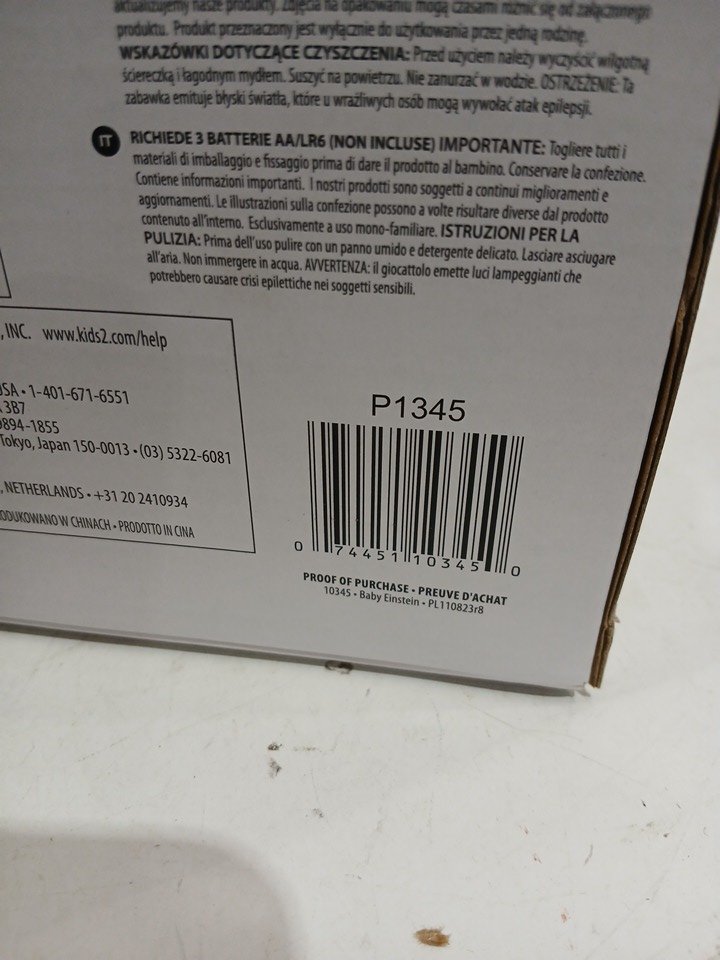 aktualizujemy nasze produkty. Zdjęcia na opakowaniu mogą czasami różnić się od załączonego
produktu. Produkt przeznaczony jest wyłącznie do użytkowania przez jedną rodzinę.
WSKAZÓWKI DOTYCZĄCE CZYSZCZENIA: Przed użyciem należy wyczyścić wilgotną
ściereczką i łagodnym mydłem. Suszyć na powietrzu. Nie zanurzać w wodzie. OSTRZEŻENIE: Ta
zabawka emituje błyski światła, które u wrażliwych osób mogą wywołać atak epilepsji.
IT RICHIEDE 3 BATTERIE AA/LR6 (NON INCLUSE) IMPORTANTE: Togliere tutti i
materiali di imballaggio e fissaggio prima di dare il prodotto al bambino. Conservare la confezione.
Contiene informazioni importanti. I nostri prodotti sono soggetti a continui miglioramenti e
aggiornamenti. Le illustrazioni sulla confezione possono a volte risultare diverse dal prodotto
contenuto all'interno. Esclusivamente a uso mono-familiare. ISTRUZIONI PER LA
PULIZIA: Prima dell'uso pulire con un panno umido e detergente delicato. Lasciare asciugare
all'aria. Non immergere in acqua. AVVERTENZA: il giocattolo emette luci lampeggianti che
potrebbero causare crisi epilettiche nei soggetti sensibili.
, INC. www.kids2.com/help
USA • 1-401-671-6551
3B7
9894-1855
Tokyo, Japan 150-0013 • (03) 5322-6081
, NETHERLANDS • +31 20 2410934
ODUKOWANO W CHINACH • PRODOTTO IN CINA
P1345
0 74451 10345 0
PROOF OF PURCHASE • PREUVE D'ACHAT
10345 • Baby Einstein • PL110823r8